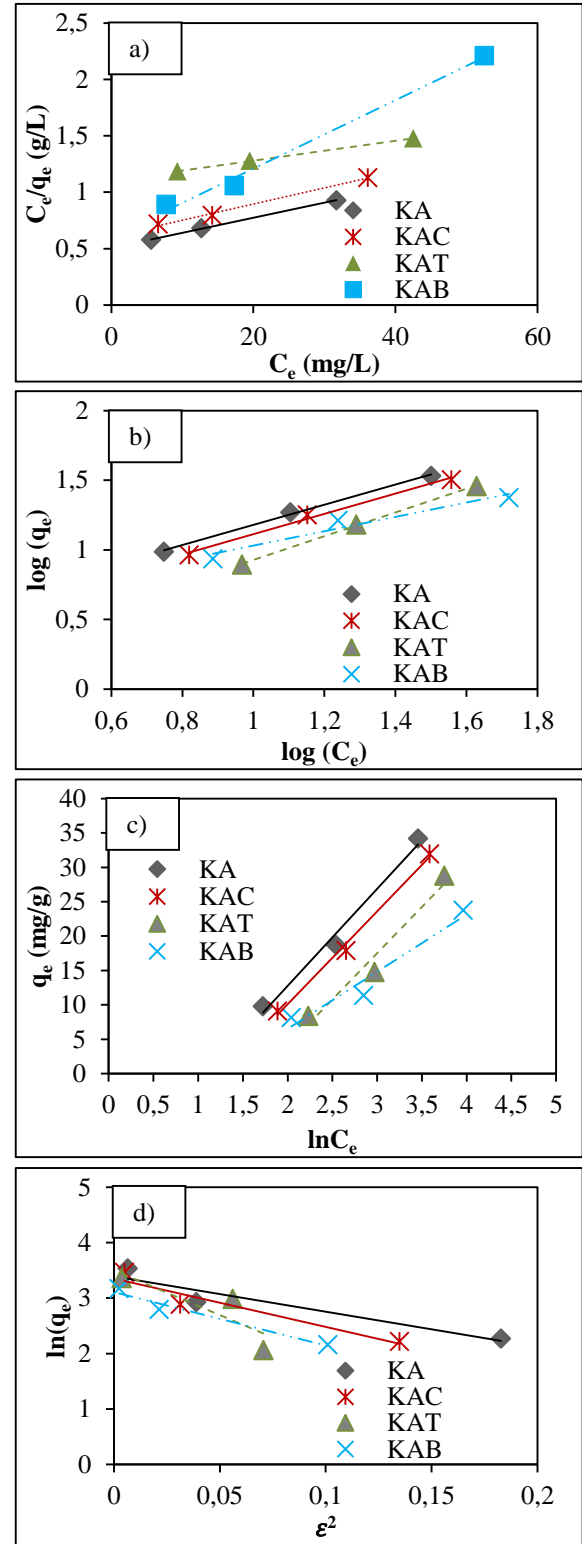 a)
2,5
2
1,5
1
0,5
0
C_e/q_e (g/L)
0 20 40 60
C_e (mg/L)
KA
KAC
KAT
KAB
b)
2
1,5
1
0,5
0
log (q_e)
0,6 0,8 1 1,2 1,4 1,6 1,8
log (C_e)
KA
KAC
KAT
KAB
c)
40
35
30
25
20
15
10
5
0
q_e (mg/g)
0 0,5 1 1,5 2 2,5 3 3,5 4 4,5 5
lnC_e
KA
KAC
KAT
KAB
d)
5
4
3
2
1
0
ln(q_e)
0 0,05 0,1 0,15 0,2
ε²
KA
KAC
KAT
KAB